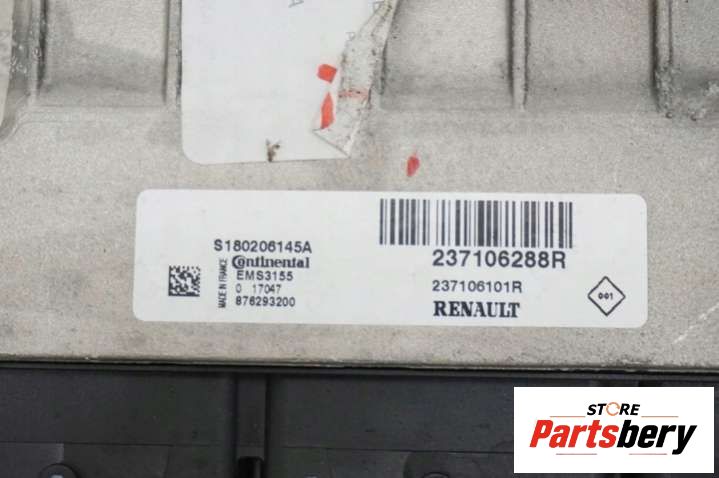 S180206145A
MADE IN FRANCE
Continental
EMS3155
0 17047
876293200
237106288R
237106101R
RENAULT
001
STORE
Partsbery